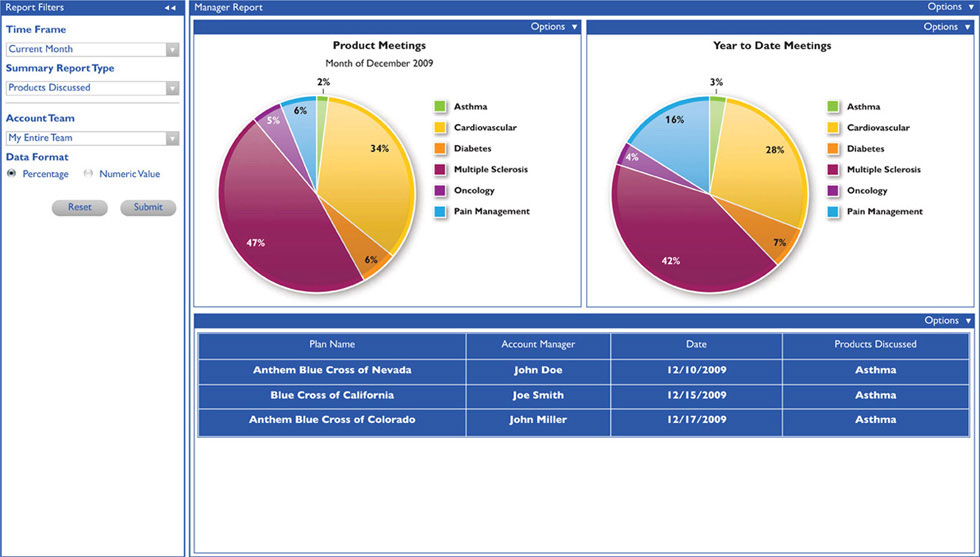 Report Filters
Time Frame
Current Month
Summary Report Type
Products Discussed
Account Team
My Entire Team
Data Format
Percentage Numeric Value
Reset Submit
Manager Report Options
Options
Product Meetings
Month of December 2009
2%
34%
6%
47%
5%
6%
Asthma
Cardiovascular
Diabetes
Multiple Sclerosis
Oncology
Pain Management
Options
Year to Date Meetings
3%
28%
7%
42%
4%
16%
Asthma
Cardiovascular
Diabetes
Multiple Sclerosis
Oncology
Pain Management
Options
Plan Name Account Manager Date Products Discussed
Anthem Blue Cross of Nevada John Doe 12/10/2009 Asthma
Blue Cross of California Joe Smith 12/15/2009 Asthma
Anthem Blue Cross of Colorado John Miller 12/17/2009 Asthma